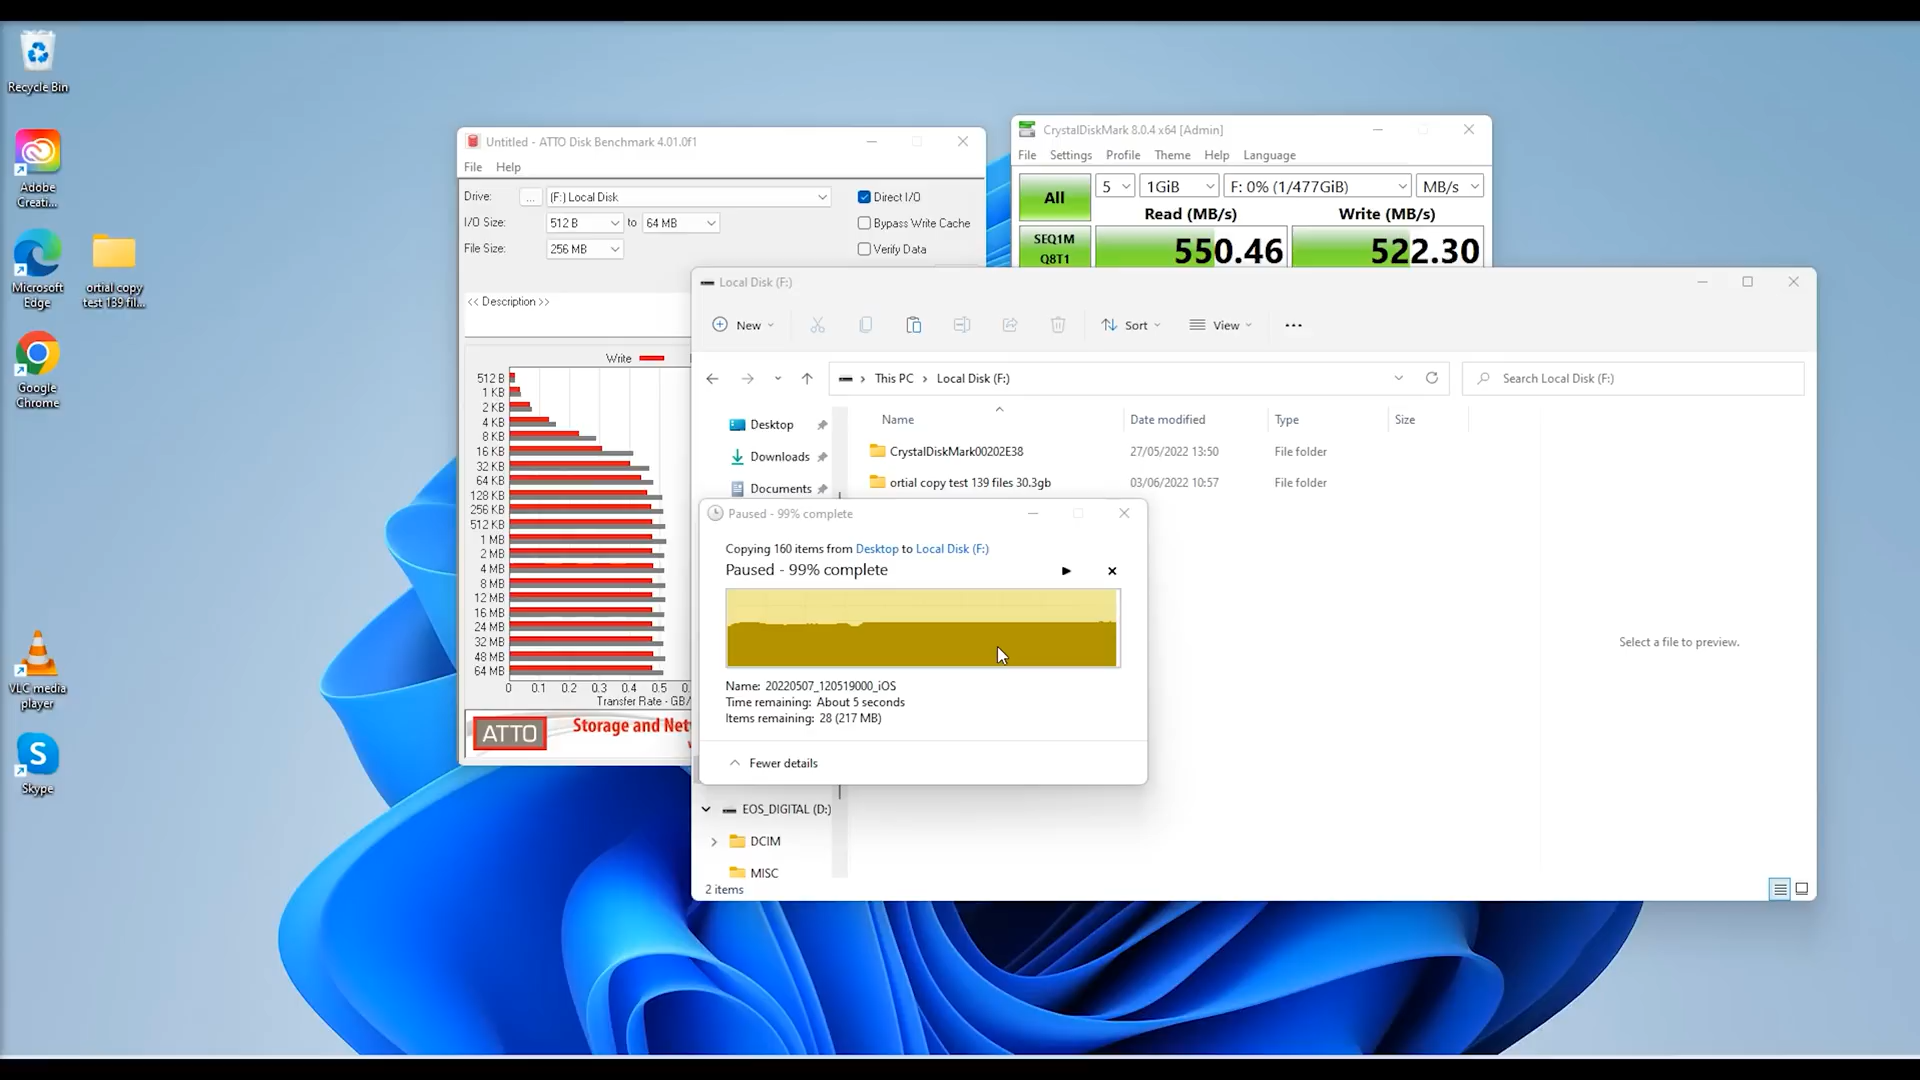 Recycle Bin
Adobe
Creati...
Microsoft
Edge
ortial copy
test 139 fil...
Google
Chrome
VLC media
player
Skype
Untitled - ATTO Disk Benchmark 4.01.0f1
File Help
Drive: ... (F:) Local Disk
I/O Size: 512 B to 64 MB
File Size: 256 MB
Direct I/O
Bypass Write Cache
Verify Data
<< Description >>
Write
512 B
1 KB
2 KB
4 KB
8 KB
16 KB
32 KB
64 KB
128 KB
256 KB
512 KB
1 MB
2 MB
4 MB
8 MB
12 MB
16 MB
24 MB
32 MB
48 MB
64 MB
0 0.1 0.2 0.3 0.4 0.5 0.
Transfer Rate - GB/
ATTO
Storage and Net
CrystalDiskMark 8.0.4 x64 [Admin]
File Settings Profile Theme Help Language
All 5 1GiB F: 0% (1/477GiB) MB/s
Read (MB/s) Write (MB/s)
SEQ1M
Q8T1
550.46 522.30
Local Disk (F:)
New Sort View ...
This PC > Local Disk (F:)
Search Local Disk (F:)
Desktop
Downloads
Documents
Name Date modified Type Size
CrystalDiskMark00202E38 27/05/2022 13:50 File folder
ortial copy test 139 files 30.3gb 03/06/2022 10:57 File folder
Select a file to preview.
Paused - 99% complete
Copying 160 items from Desktop to Local Disk (F:)
Paused - 99% complete
Name: 20220507_120519000_iOS
Time remaining: About 5 seconds
Items remaining: 28 (217 MB)
Fewer details
EOS_DIGITAL (D:)
DCIM
MISC
2 items